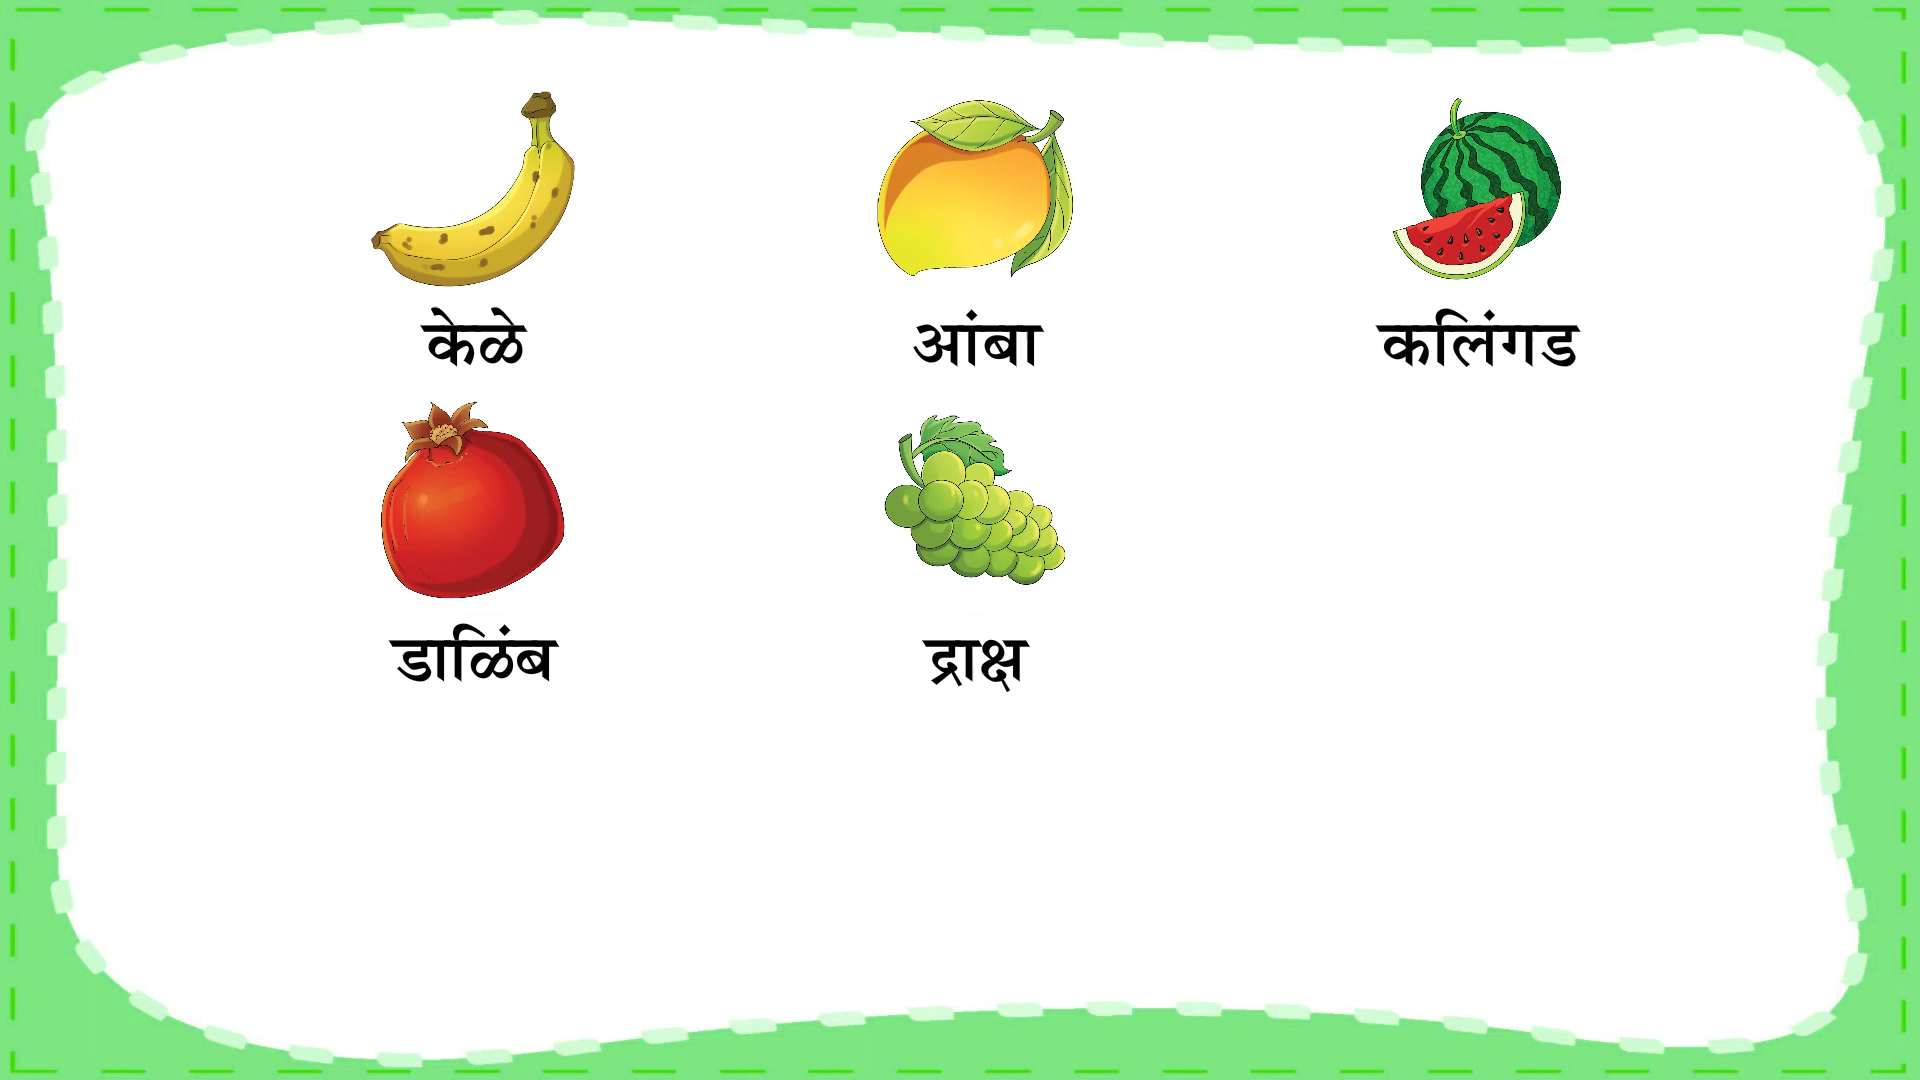 केळे
आंबा
कलिंगड
डाळिंब
द्राक्ष